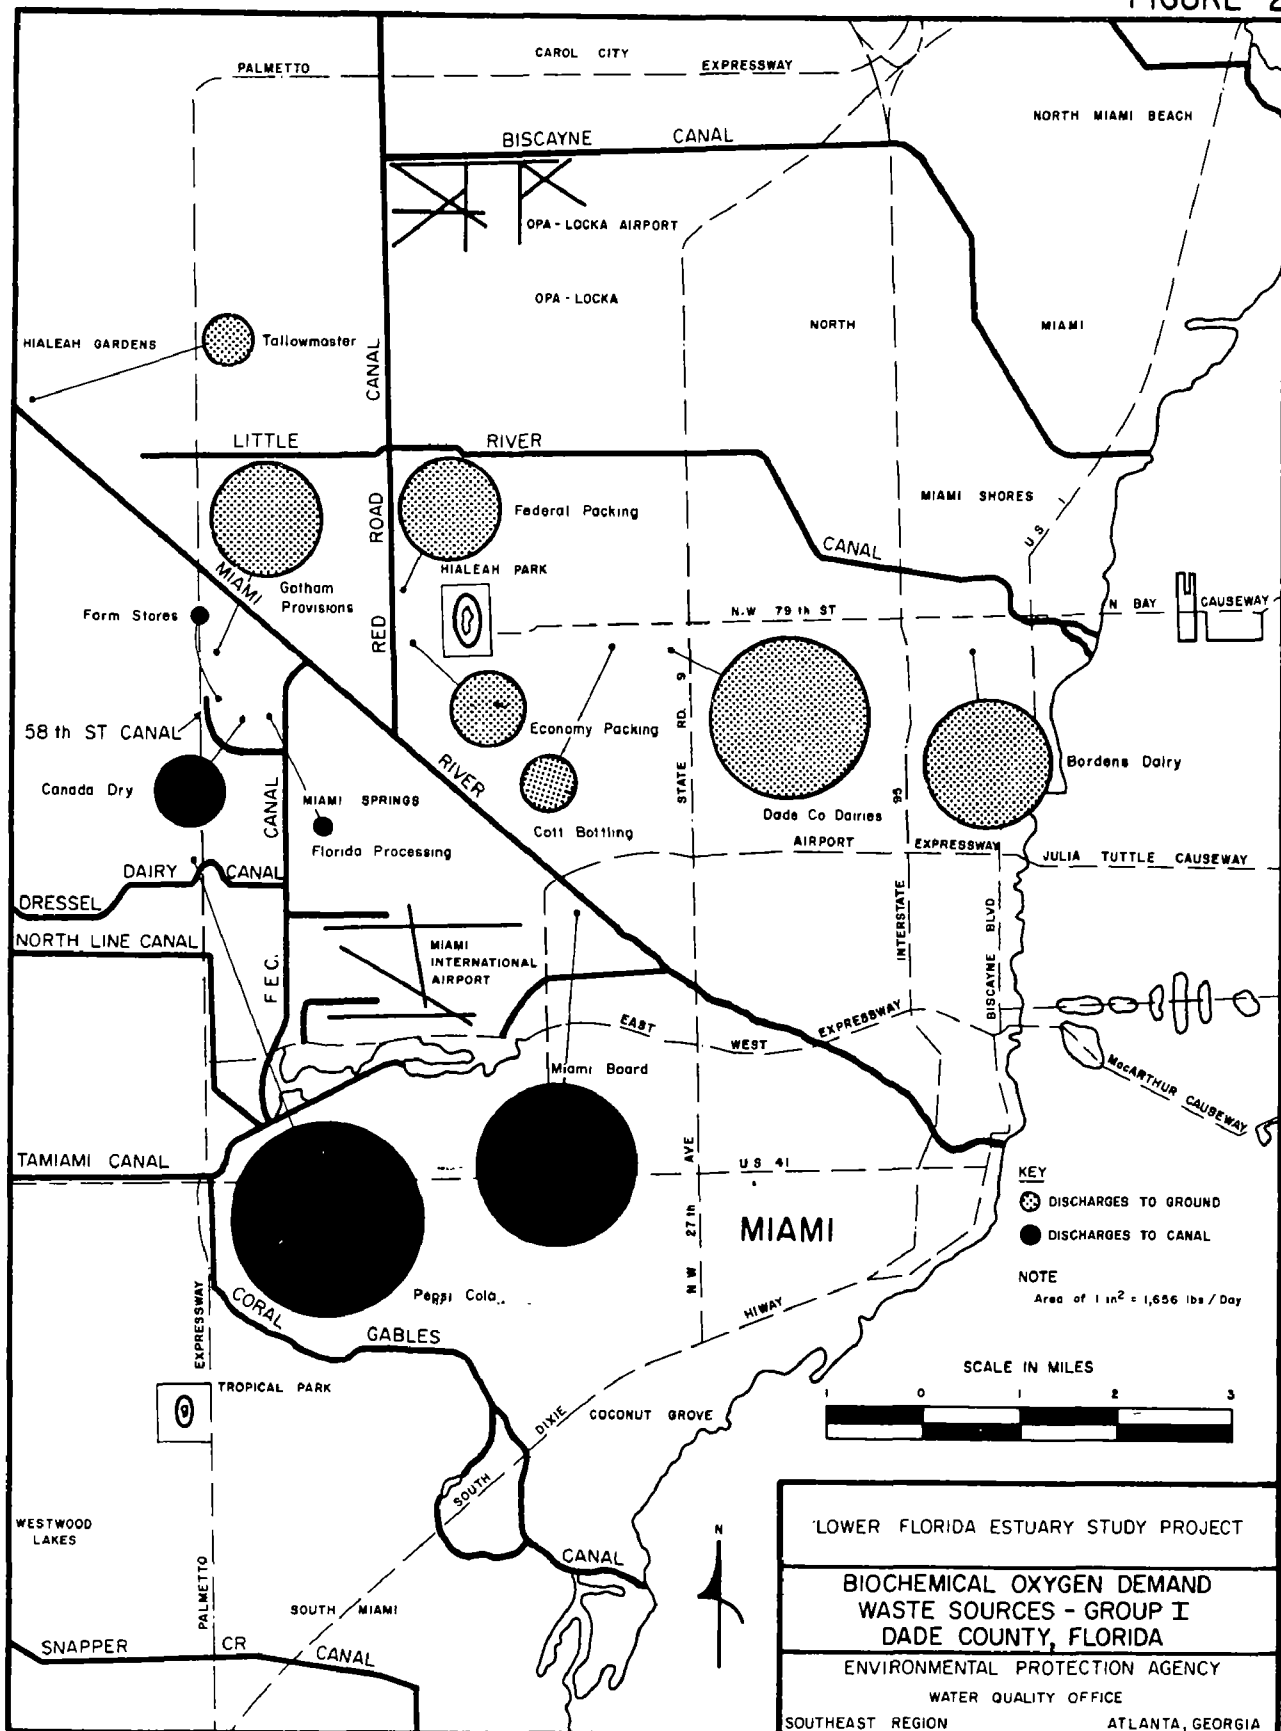 FIGURE 2
CAROL CITY
PALMETTO
EXPRESSWAY
NORTH MIAMI BEACH
BISCAYNE CANAL
OPA-LOCKA AIRPORT
OPA-LOCKA
NORTH
MIAMI
HIALEAH GARDENS
Tallowmaster
CANAL
LITTLE
RIVER
MIAMI SHORES
U.S
Federal Packing
ROAD
CANAL
HIALEAH PARK
MIAMI
Gotham
Provisions
Farm Stores
N.W 79 th ST
N BAY
CAUSEWAY
RED
STATE RD. 9
58 th ST CANAL
Economy Packing
RIVER
Bordens Dairy
Canada Dry
CANAL
MIAMI SPRINGS
95
Dade Co Dairies
Cott Bottling
Florida Processing
AIRPORT
EXPRESSWAY
JULIA TUTTLE CAUSEWAY
DAIRY
CANAL
DRESSEL
INTERSTATE
BISCAYNE BLVD
NORTH LINE CANAL
MIAMI
INTERNATIONAL
AIRPORT
F.E.C.
EAST
WEST
EXPRESSWAY
Miami Board
MacARTHUR CAUSEWAY
TAMIAMI CANAL
U S 41
N W 27th AVE
MIAMI
KEY
DISCHARGES TO GROUND
DISCHARGES TO CANAL
NOTE
Area of 1 in² = 1,656 lbs / Day
Pepsi Cola
CORAL
GABLES
EXPRESSWAY
HIWAY
SCALE IN MILES
1 0 1 2 3
TROPICAL PARK
DIXIE
COCONUT GROVE
SOUTH
WESTWOOD
LAKES
N
CANAL
PALMETTO
SOUTH MIAMI
SNAPPER
CR
CANAL
LOWER FLORIDA ESTUARY STUDY PROJECT
BIOCHEMICAL OXYGEN DEMAND
WASTE SOURCES - GROUP I
DADE COUNTY, FLORIDA
ENVIRONMENTAL PROTECTION AGENCY
WATER QUALITY OFFICE
SOUTHEAST REGION ATLANTA, GEORGIA